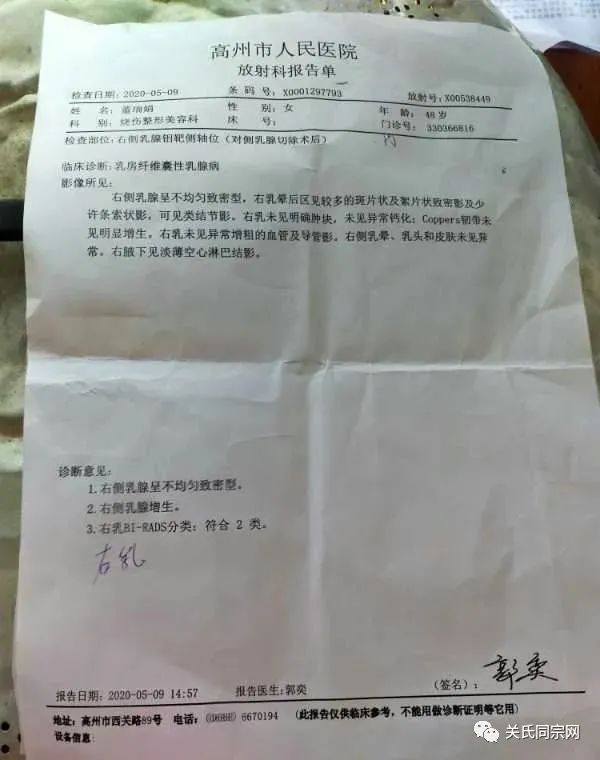 高州市人民医院
放射科报告单
检查日期:2020-05-09 条 码 号: X0001297793 放射号:X00538449
姓 名: 董瑞娟 性 别: 女 年 龄: 48岁
科 别: 烧伤整形美容科 床 号: 门诊号: 330366816
检查部位:右侧乳腺钼靶侧轴位(对侧乳腺切除术后)
门
临床诊断:乳房纤维囊性乳腺病
影像所见:
右侧乳腺呈不均匀致密型,右乳晕后区见较多的斑片状及絮片状致密影及少
许条索状影,可见类结节影。右乳未见明确肿块,未见异常钙化;Coppers韧带未
见明显增生。右乳未见异常增粗的血管及导管影。右侧乳晕、乳头和皮肤未见异
常。右腋下见淡薄空心淋巴结影。
诊断意见:
1.右侧乳腺呈不均匀致密型。
2.右侧乳腺增生。
3.右乳BI-RADS分类: 符合 2 类。
右乳
报告日期: 2020-05-09 14:57 报告医生:郭奕 (签名): 郭奕
地址: 高州市西关路89号 电话: (0668) 6670194 (此报告仅供临床参考,不能用做诊断证明等它用)
设备信息:
关氏同宗网